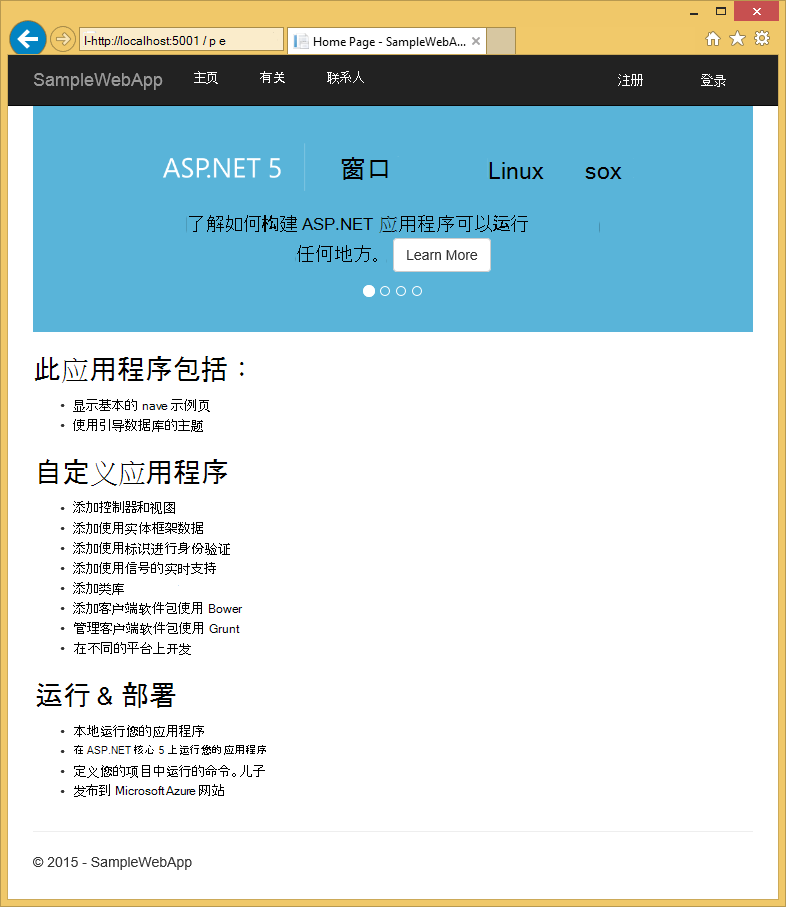 l-http://localhost:5001 / p e
Home Page - SampleWebA...
SampleWebApp 主页 有关 联系人 注册 登录
ASP.NET 5 窗口 Linux sox
了解如何构建 ASP.NET 应用程序可以运行
任何地方。 Learn More
此应用程序包括：
• 显示基本的 nave 示例页
• 使用引导数据库的主题
自定义应用程序
• 添加控制器和视图
• 添加使用实体框架数据
• 添加使用标识进行身份验证
• 添加使用信号的实时支持
• 添加类库
• 添加客户端软件包使用 Bower
• 管理客户端软件包使用 Grunt
• 在不同的平台上开发
运行 & 部署
• 本地运行您的应用程序
• 在 ASP.NET 核心 5 上运行您的应用程序
• 定义您的项目中运行的命令。儿子
• 发布到 Microsoft Azure 网站
© 2015 - SampleWebApp